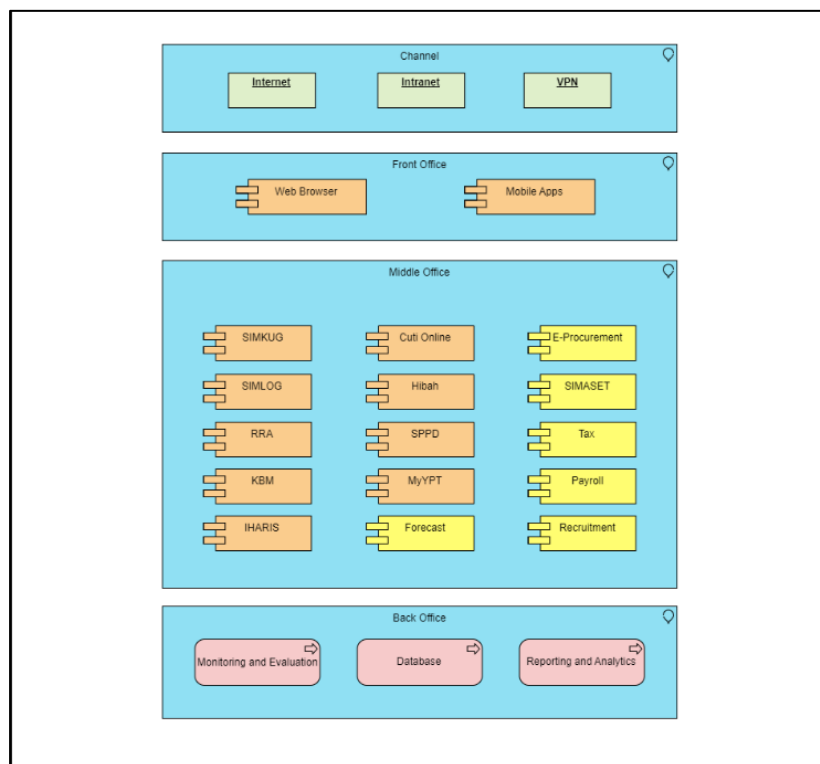 Channel
Internet
Intranet
VPN
Front Office
Web Browser
Mobile Apps
Middle Office
SIMKUG
Cuti Online
E-Procurement
SIMLOG
Hibah
SIMASET
RRA
SPPD
Tax
KBM
MyYPT
Payroll
IHARIS
Forecast
Recruitment
Back Office
Monitoring and Evaluation
Database
Reporting and Analytics